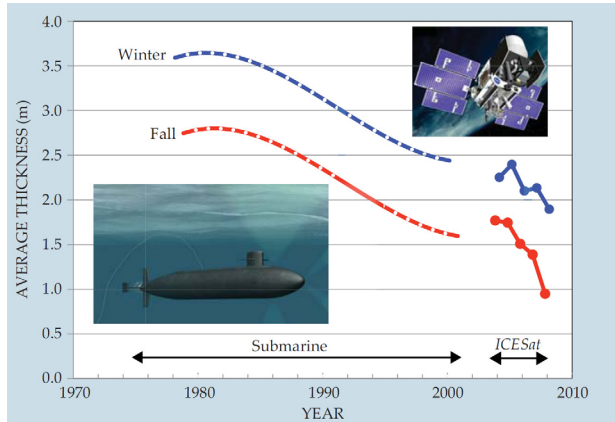 4.0
3.5
3.0
2.5
2.0
1.5
1.0
0.5
0.0
AVERAGE THICKNESS (m)
Winter
Fall
Submarine
ICESat
1970
1980
1990
2000
2010
YEAR